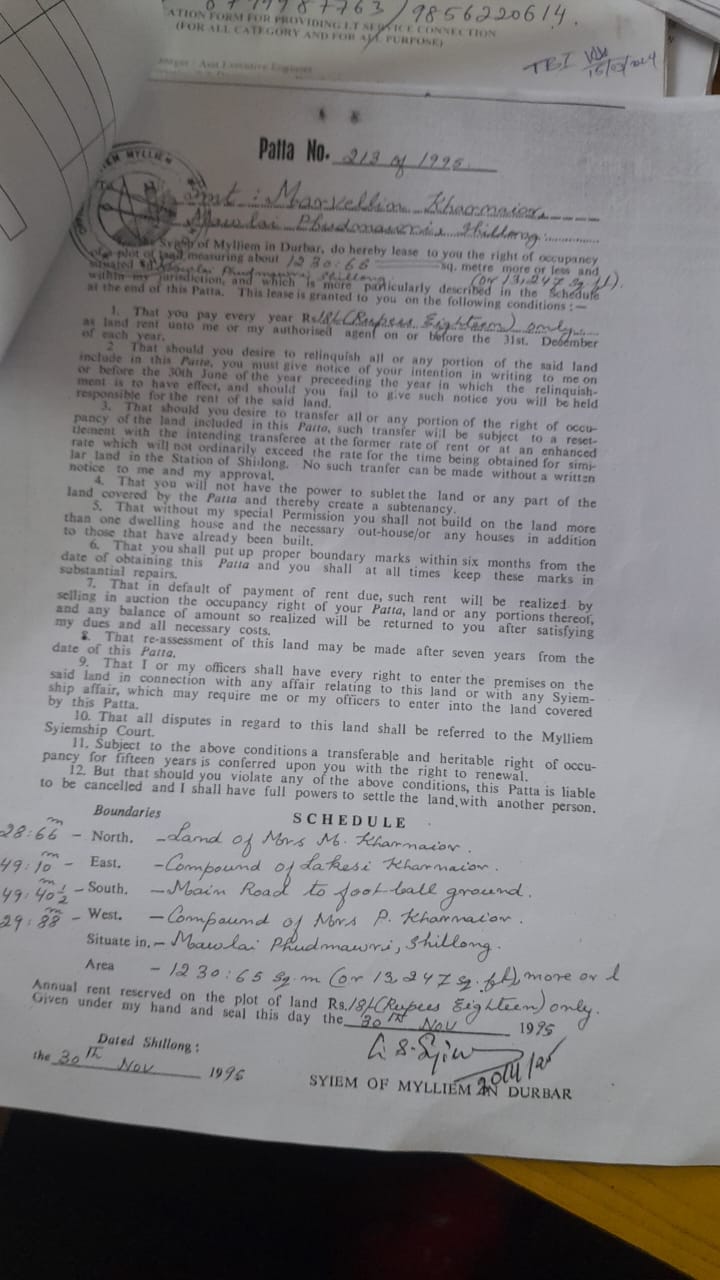 9856220614.
ATION FORM FOR PROVIDING L.T SERVICE CONNECTION
(FOR ALL CATEGORY AND FOR ALL PURPOSE)
Asst Executive Engineer
TBI
Patta No. 213 of 1995
MYLLIEM
Smt : Marvellia Kharnaior
Mawlai Phudmawri, Shillong
Syiem of Mylliem in Durbar, do hereby lease to you the right of occupaney
of a plot of land measuring about 1230:66 sq. metre more or less and
situated at Mawlai Phudmawri, Shillong. (or 13,247 sq. ft).
within my jurisdiction, and which is more particularly described in the Schedule
at the end of this Patta. This lease is granted to you on the following conditions :—
1. That you pay every year Rs. 18/- (Rupees Eighteen) only.
as land rent unto me or my authorised agent on or before the 31st. December
of each year.
2 That should you desire to relinquish all or any portion of the said land
include in this Patta, you must give notice of your intention in writing to me on
or before the 30th June of the year preceeding the year in which the relinquish-
ment is to have effect, and should you fail to give such notice you will be held
responsible for the rent of the said land.
3. That should you desire to transfer all or any portion of the right of occu-
pancy of the land included in this Patta, such transfer will be subject to a reset-
tlement with the intending transferee at the former rate of rent or at an enhanced
rate which will not ordinarily exceed the rate for the time being obtained for simi-
lar land in the Station of Shillong. No such tranfer can be made without a written
notice to me and my approval.
4. That you will not have the power to sublet the land or any part of the
land covered by the Patta and thereby create a subtenancy.
5. That without my special Permission you shall not build on the land more
than one dwelling house and the necessary out-house/or any houses in addition
to those that have already been built.
6. That you shall put up proper boundary marks within six months from the
date of obtaining this Patta and you shall at all times keep these marks in
substantial repairs.
7. That in default of payment of rent due, such rent will be realized by
selling in auction the occupancy right of your Patta, land or any portions thereof,
and any balance of amount so realized will be returned to you after satisfying
my dues and all necessary costs.
8. That re-assessment of this land may be made after seven years from the
date of this Patta.
9. That I or my officers shall have every right to enter the premises on the
said land in connection with any affair relating to this land or with any Syiem-
ship affair, which may require me or my officers to enter into the land covered
by this Patta.
10. That all disputes in regard to this land shall be referred to the Mylliem
Syiemship Court.
11. Subject to the above conditions a transferable and heritable right of occu-
pancy for fifteen years is conferred upon you with the right to renewal.
12. But that should you violate any of the above conditions, this Patta is liable
to be cancelled and I shall have full powers to settle the land with another person.
Boundaries SCHEDULE
28:66 m – North. – Land of Mrs M. Kharnaior.
49:10 m – East. – Compound of Lakesi Kharnaior.
49:40½ m – South. – Main Road to foot-ball ground.
29:88 m – West. – Compound of Mrs P. Kharnaior.
Situate in. – Mawlai Phudmawri, Shillong.
Area – 1230:65 sq.m (or 13,247 sq. ft), more or l
Annual rent reserved on the plot of land Rs. 18/- (Rupees Eighteen) only.
Given under my hand and seal this day the 30TH Nov 1995
Dated Shillong :
the 30TH Nov 1995
SYIEM OF MYLLIEM IN DURBAR